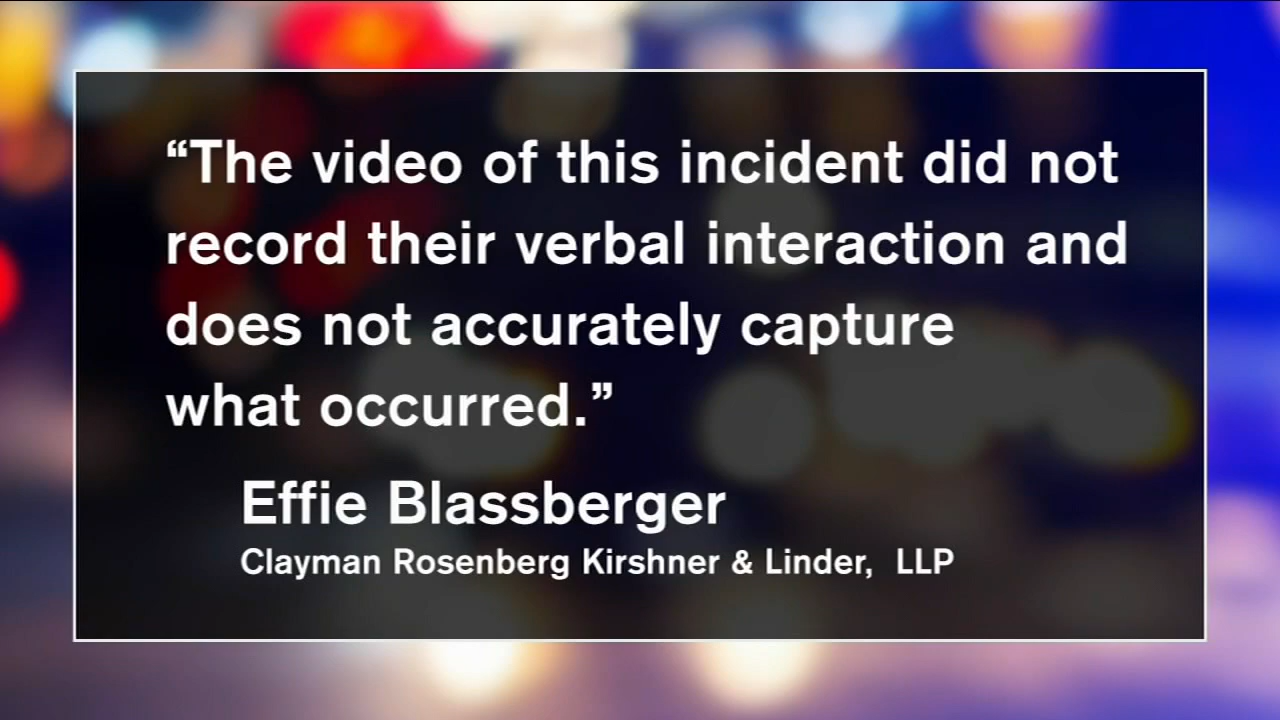 “The video of this incident did not
record their verbal interaction and
does not accurately capture
what occurred.”
Effie Blassberger
Clayman Rosenberg Kirshner & Linder, LLP